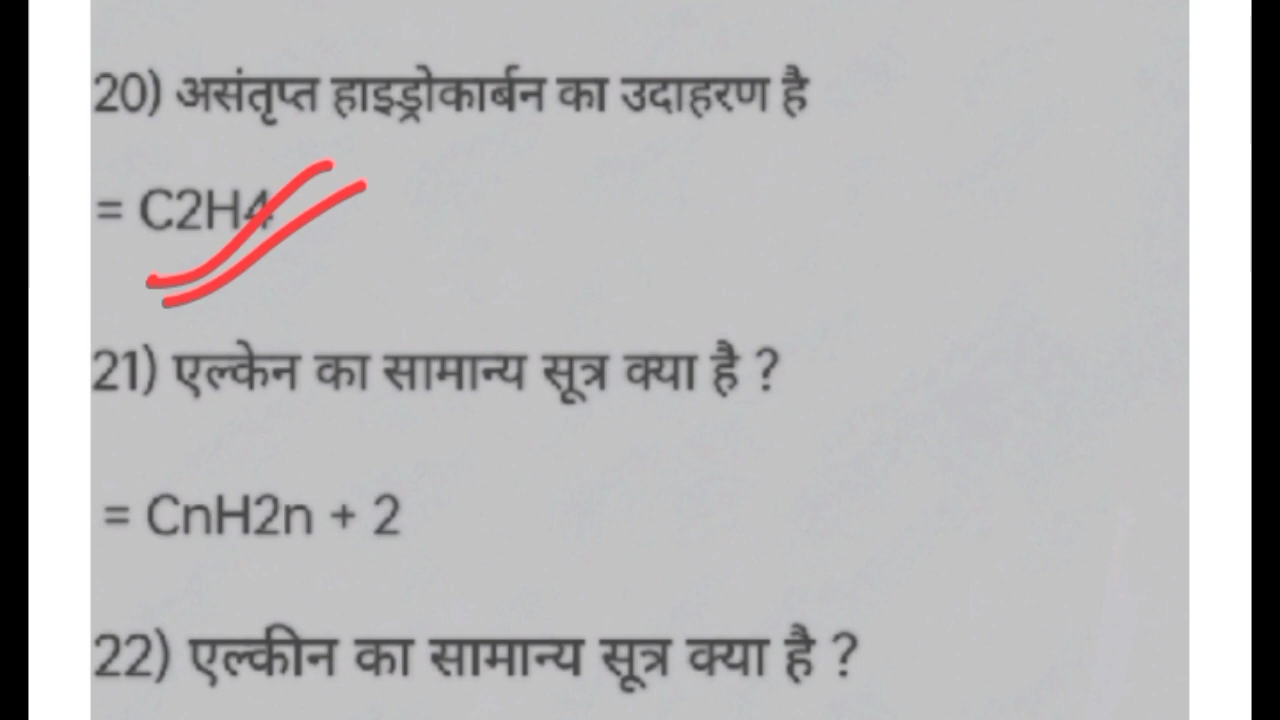 20) असंतृप्त हाइड्रोकार्बन का उदाहरण है
= C2H4
21) एल्केन का सामान्य सूत्र क्या है ?
= CnH2n + 2
22) एल्कीन का सामान्य सूत्र क्या है ?